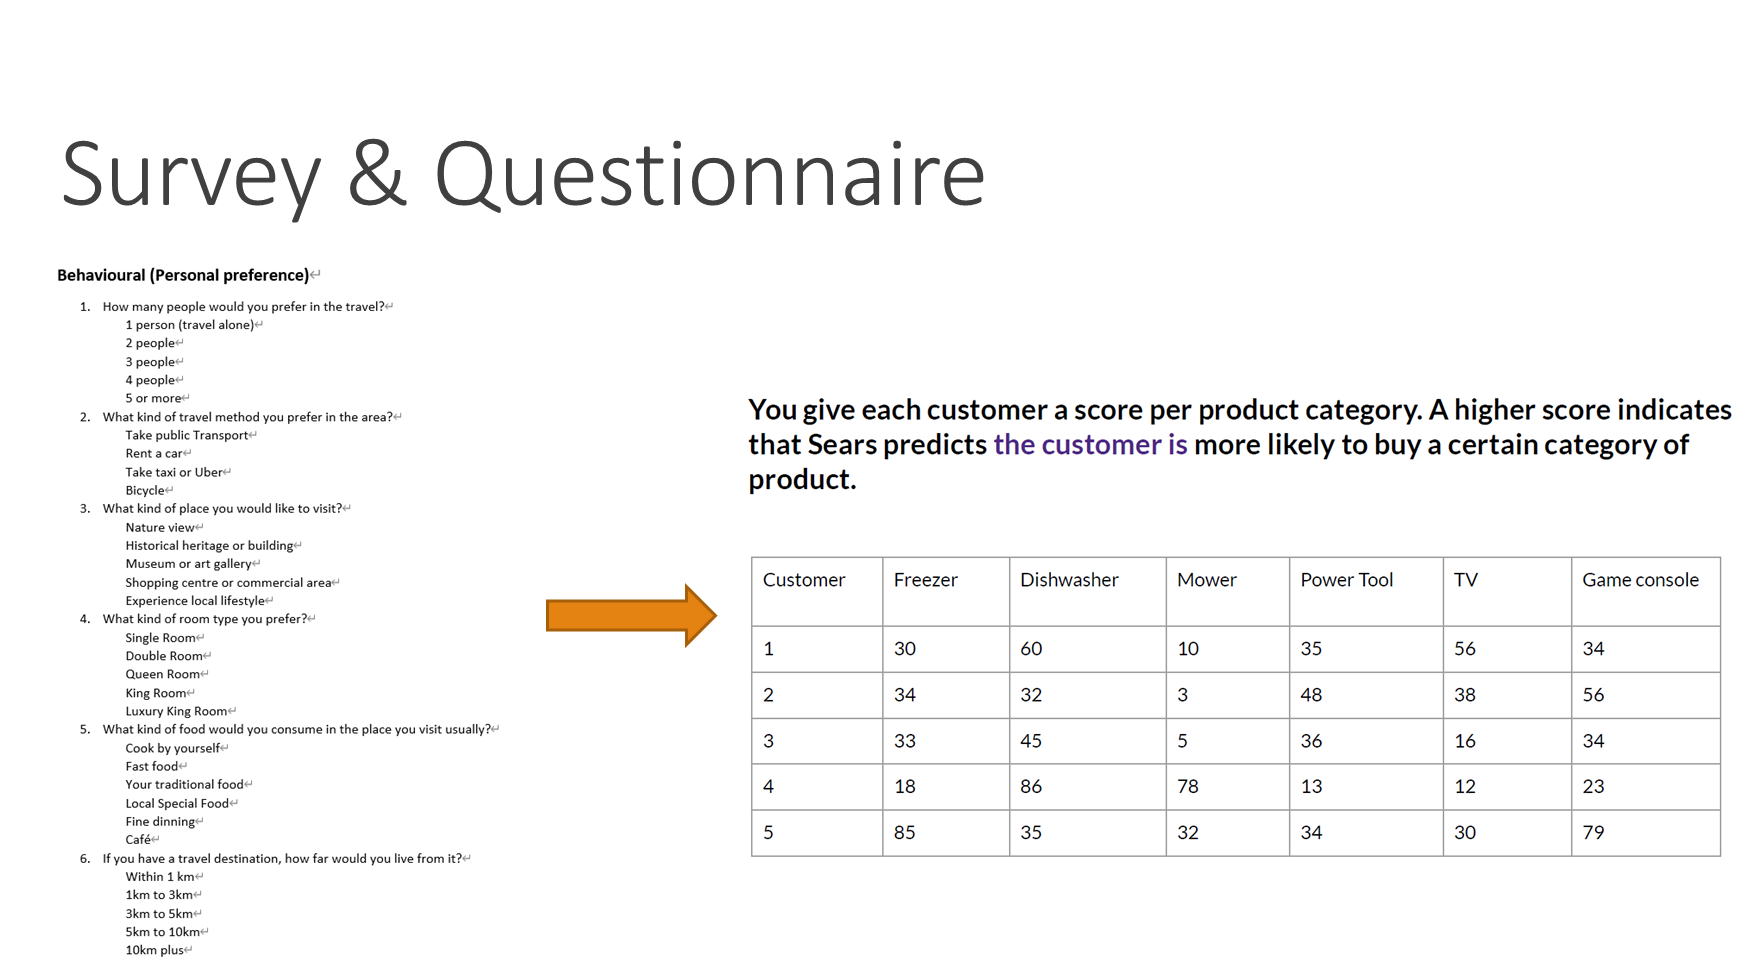 Survey & Questionnaire
Behavioural (Personal preference)↵
1. How many people would you prefer in the travel?↵
1 person (travel alone)↵
2 people↵
3 people↵
4 people↵
5 or more↵
2. What kind of travel method you prefer in the area?↵
Take public Transport↵
Rent a car↵
Take taxi or Uber↵
Bicycle↵
3. What kind of place you would like to visit?↵
Nature view↵
Historical heritage or building↵
Museum or art gallery↵
Shopping centre or commercial area↵
Experience local lifestyle↵
4. What kind of room type you prefer?↵
Single Room↵
Double Room↵
Queen Room↵
King Room↵
Luxury King Room↵
5. What kind of food would you consume in the place you visit usually?↵
Cook by yourself↵
Fast food↵
Your traditional food↵
Local Special Food↵
Fine dinning↵
Café↵
6. If you have a travel destination, how far would you live from it?↵
Within 1 km↵
1km to 3km↵
3km to 5km↵
5km to 10km↵
10km plus↵
You give each customer a score per product category. A higher score indicates
that Sears predicts the customer is more likely to buy a certain category of
product.
Customer Freezer Dishwasher Mower Power Tool TV Game console
1 30 60 10 35 56 34
2 34 32 3 48 38 56
3 33 45 5 36 16 34
4 18 86 78 13 12 23
5 85 35 32 34 30 79